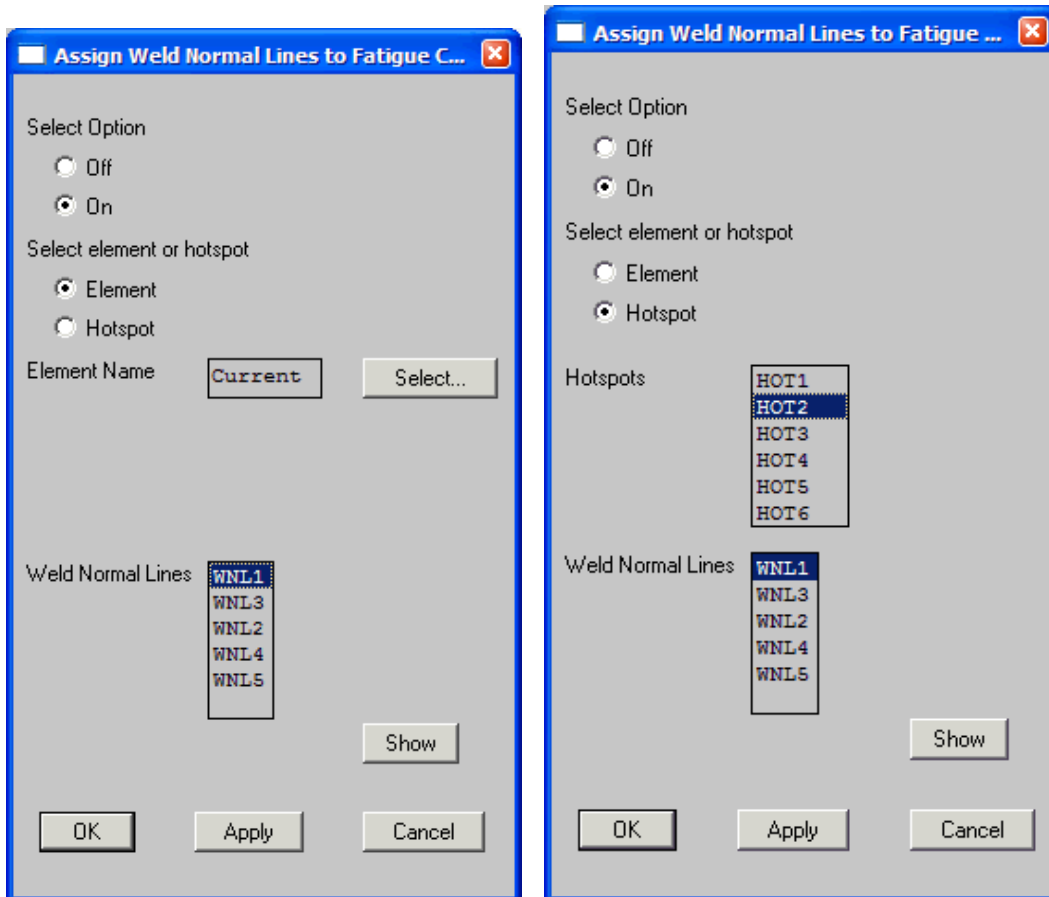 Assign Weld Normal Lines to Fatigue C...
Select Option
Off
On
Select element or hotspot
Element
Hotspot
Element Name
Current
Select...
Weld Normal Lines
WNL1
WNL3
WNL2
WNL4
WNL5
Show
OK
Apply
Cancel
Assign Weld Normal Lines to Fatigue ...
Select Option
Off
On
Select element or hotspot
Element
Hotspot
Hotspots
HOT1
HOT2
HOT3
HOT4
HOT5
HOT6
Weld Normal Lines
WNL1
WNL3
WNL2
WNL4
WNL5
Show
OK
Apply
Cancel